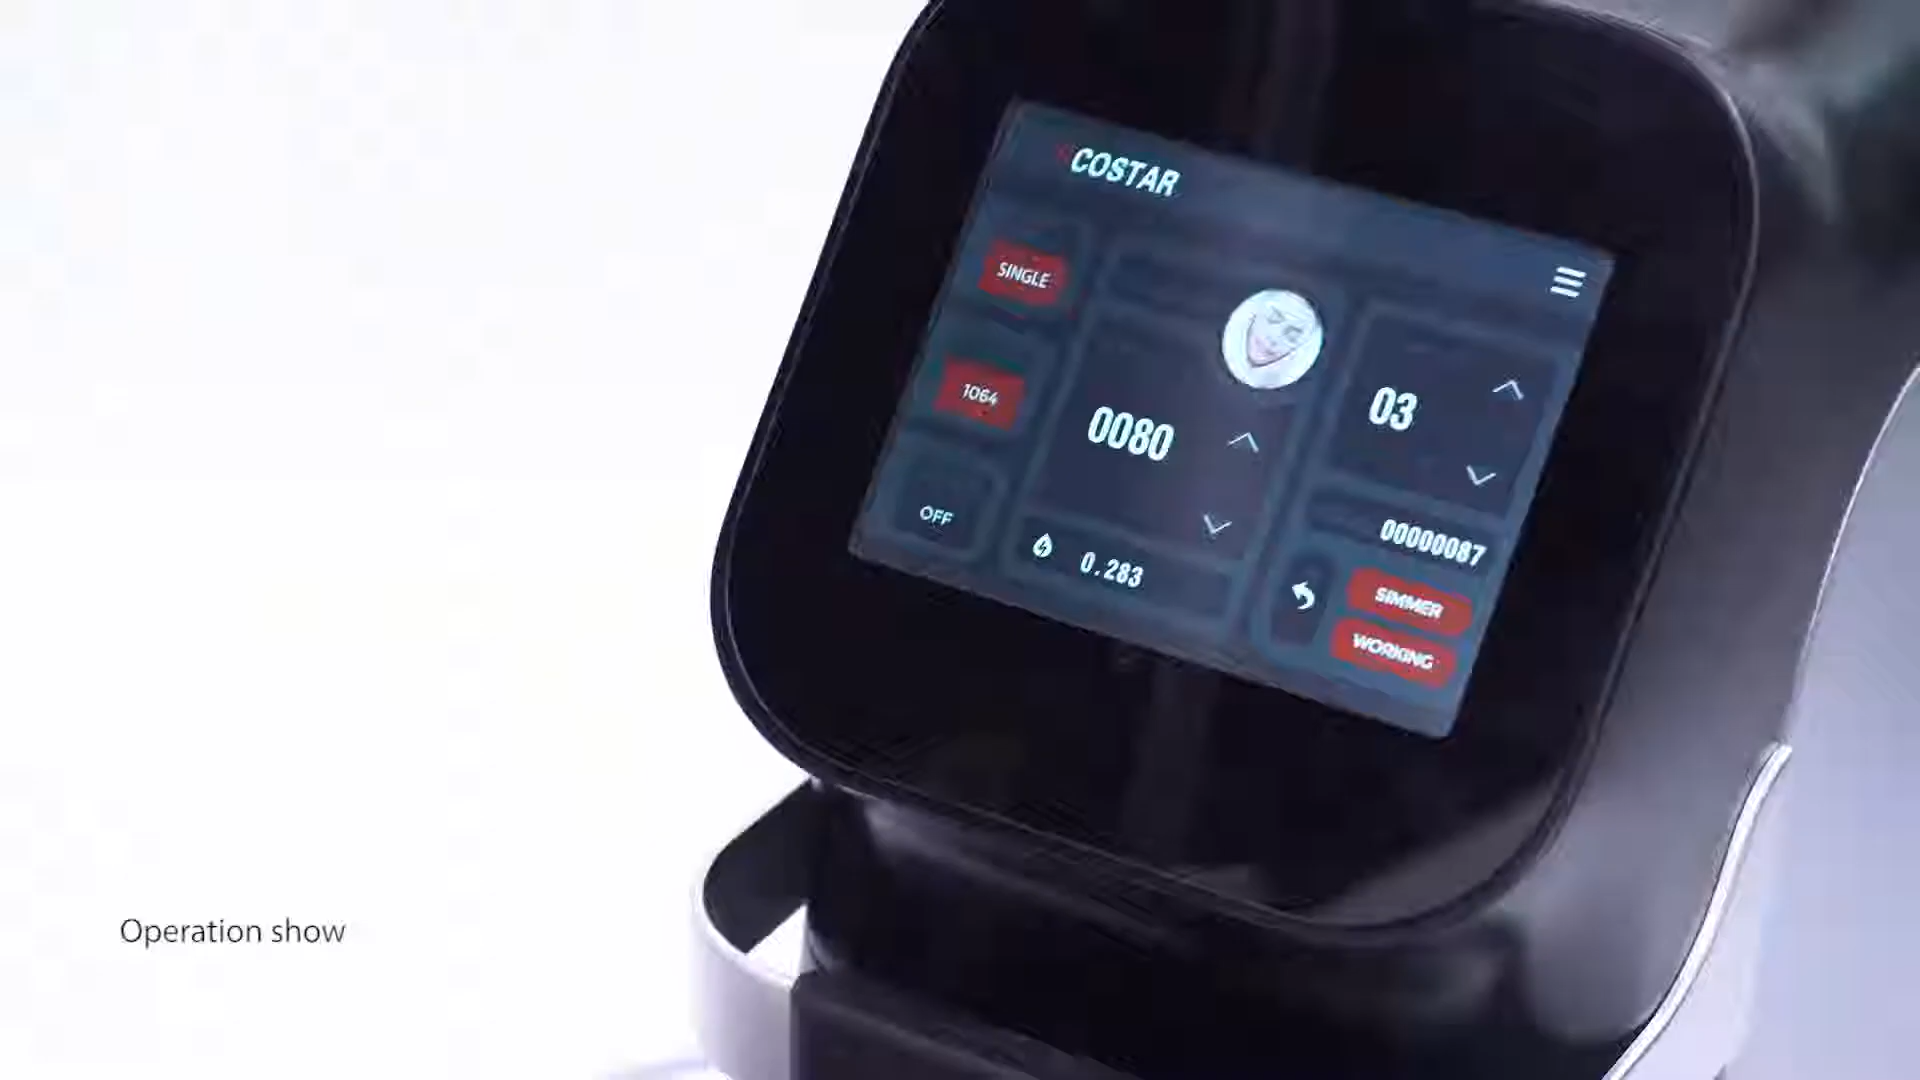 COSTAR
SINGLE
1064
OFF
0080
0.283
03
00000087
SIMMER
WORKING
Operation show